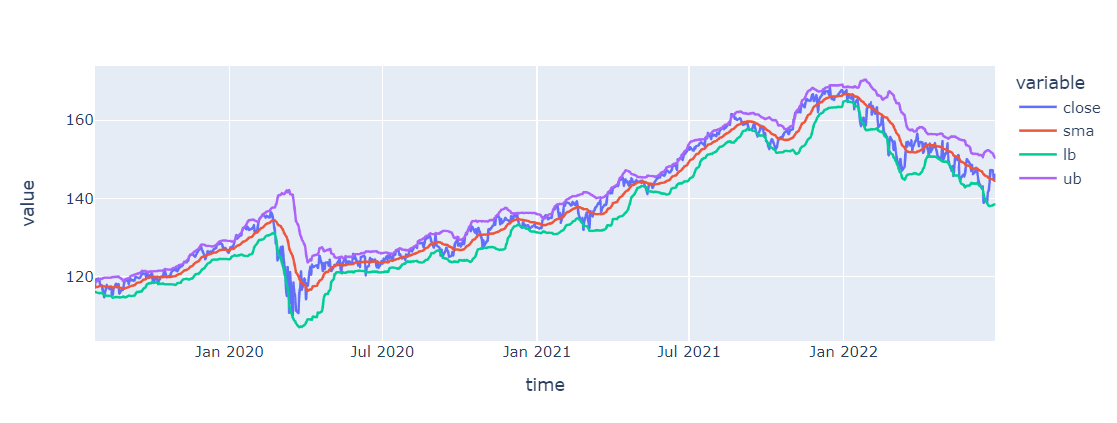 variable
close
sma
lb
ub
value
160
140
120
Jan 2020
Jul 2020
Jan 2021
Jul 2021
Jan 2022
time